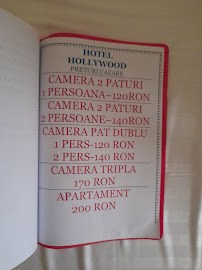 HOTEL
HOLLYWOOD
PRETURI CAZARE
CAMERA 2 PATURI
1 PERSOANA–120RON
CAMERA 2 PATURI
2 PERSOANE–140RON
CAMERA PAT DUBLU
1 PERS-120 RON
2 PERS-140 RON
CAMERA TRIPLA
170 RON
APARTAMENT
200 RON